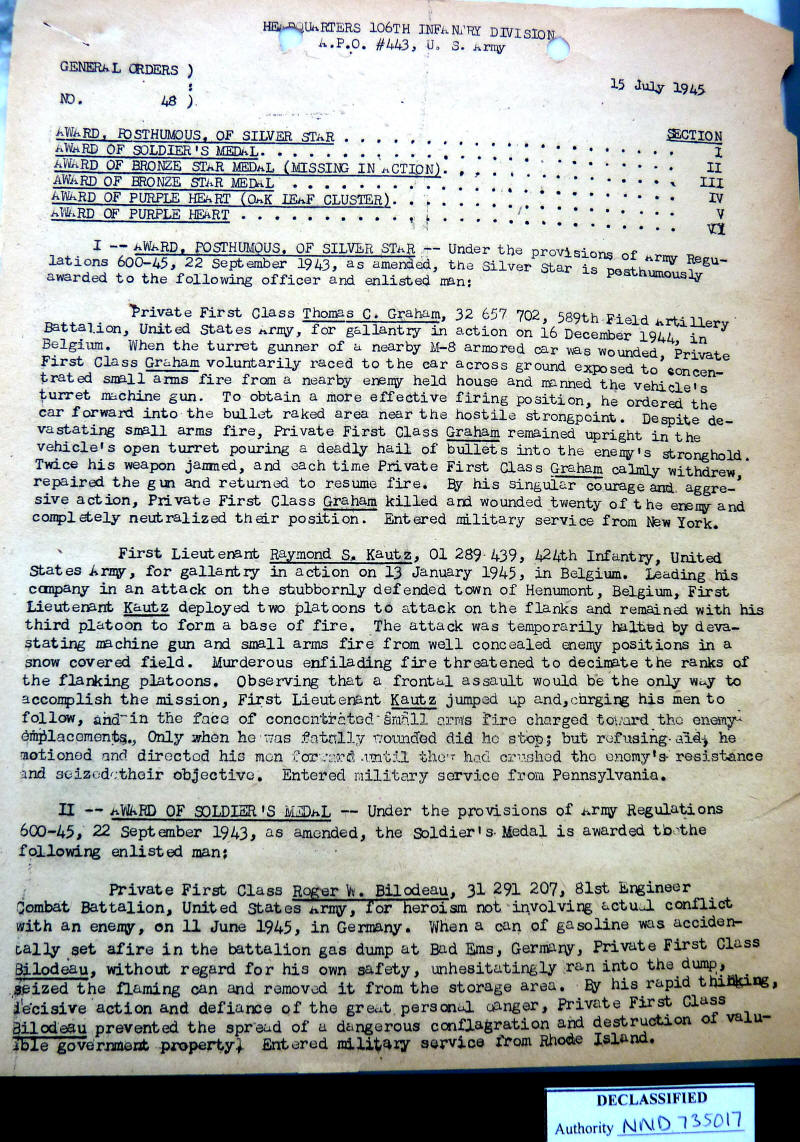 HEADQUARTERS 106TH INFANTRY DIVISION
A.P.O. #443, U. S. Army
GENERAL ORDERS )
:
NO. 48 )
15 July 1945
SECTION
AWARD, POSTHUMOUS, OF SILVER STAR . . . . . . . . . . . . . . . . . . . . . . . . I
AWARD OF SOLDIER'S MEDAL. . . . . . . . . . . . . . . . . . . . . . . . . . . . . II
AWARD OF BRONZE STAR MEDAL (MISSING IN ACTION). . . . . . . . . . . . . . . . . . III
AWARD OF BRONZE STAR MEDAL . . . . . . . . . . . . . . . . . . . . . . . . . . . IV
AWARD OF PURPLE HEART (OAK LEAF CLUSTER). . . . . . . . . . . . . . . . . . . . . V
AWARD OF PURPLE HEART . . . . . . . . . . . . . . . . . . . . . . . . . . . . . . VI
I -- AWARD, POSTHUMOUS, OF SILVER STAR -- Under the provisions of Army Regu-
lations 600-45, 22 September 1943, as amended, the Silver Star is posthumously
awarded to the following officer and enlisted man:
Private First Class Thomas C. Graham, 32 657 702, 589th Field Artillery
Battalion, United States Army, for gallantry in action on 16 December 1944, in
Belgium. When the turret gunner of a nearby M-8 armored car was wounded, Private
First Class Graham voluntarily raced to the car across ground exposed to concen-
trated small arms fire from a nearby enemy held house and manned the vehicle's
turret machine gun. To obtain a more effective firing position, he ordered the
car forward into the bullet raked area near the hostile strongpoint. Despite de-
vastating small arms fire, Private First Class Graham remained upright in the
vehicle's open turret pouring a deadly hail of bullets into the enemy's stronghold.
Twice his weapon jammed, and each time Private First Class Graham calmly withdrew,
repaired the gun and returned to resume fire. By his singular courage and aggre-
sive action, Private First Class Graham killed and wounded twenty of the enemy and
completely neutralized their position. Entered military service from New York.
First Lieutenant Raymond S. Kautz, 01 289 439, 424th Infantry, United
States Army, for gallantry in action on 13 January 1945, in Belgium. Leading his
company in an attack on the stubbornly defended town of Henumont, Belgium, First
Lieutenant Kautz deployed two platoons to attack on the flanks and remained with his
third platoon to form a base of fire. The attack was temporarily halted by deva-
stating machine gun and small arms fire from well concealed enemy positions in a
snow covered field. Murderous enfilading fire threatened to decimate the ranks of
the flanking platoons. Observing that a frontal assault would be the only way to
accomplish the mission, First Lieutenant Kautz jumped up and, urging his men to
follow, and in the face of concentrated small arms fire charged toward the enemy
emplacements., Only when he was fatally wounded did he stop; but refusing aid, he
motioned and directed his men forward until they had crushed the enemy's resistance
and seized their objective. Entered military service from Pennsylvania.
II -- AWARD OF SOLDIER'S MEDAL -- Under the provisions of Army Regulations
600-45, 22 September 1943, as amended, the Soldier's Medal is awarded to the
following enlisted man:
Private First Class Roger W. Bilodeau, 31 291 207, 81st Engineer
Combat Battalion, United States Army, for heroism not involving actual conflict
with an enemy, on 11 June 1945, in Germany. When a can of gasoline was acciden-
tally set afire in the battalion gas dump at Bad Ems, Germany, Private First Class
Bilodeau, without regard for his own safety, unhesitatingly ran into the dump,
seized the flaming can and removed it from the storage area. By his rapid thinking,
decisive action and defiance of the great personal danger, Private First Class
Bilodeau prevented the spread of a dangerous conflagration and destruction of valu-
able government property. Entered military service from Rhode Island.
DECLASSIFIED
Authority NND 735017